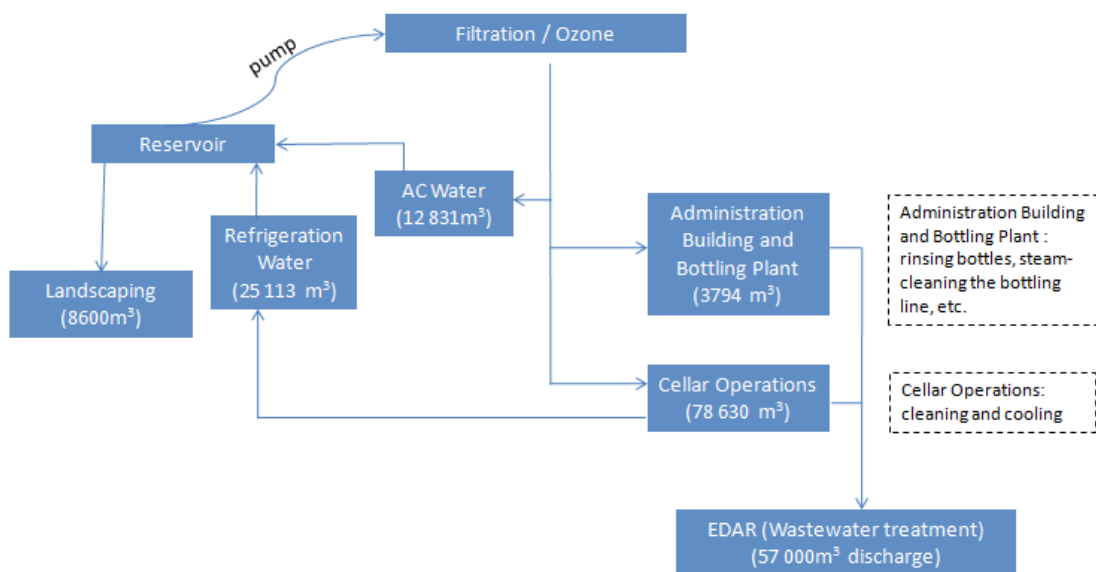 Filtration / Ozone
pump
Reservoir
AC Water
(12 831m³)
Refrigeration
Water
(25 113 m³)
Landscaping
(8600m³)
Administration
Building and
Bottling Plant
(3794 m³)
Administration Building
and Bottling Plant :
rinsing bottles, steam-
cleaning the bottling
line, etc.
Cellar Operations
(78 630 m³)
Cellar Operations:
cleaning and cooling
EDAR (Wastewater treatment)
(57 000m³ discharge)